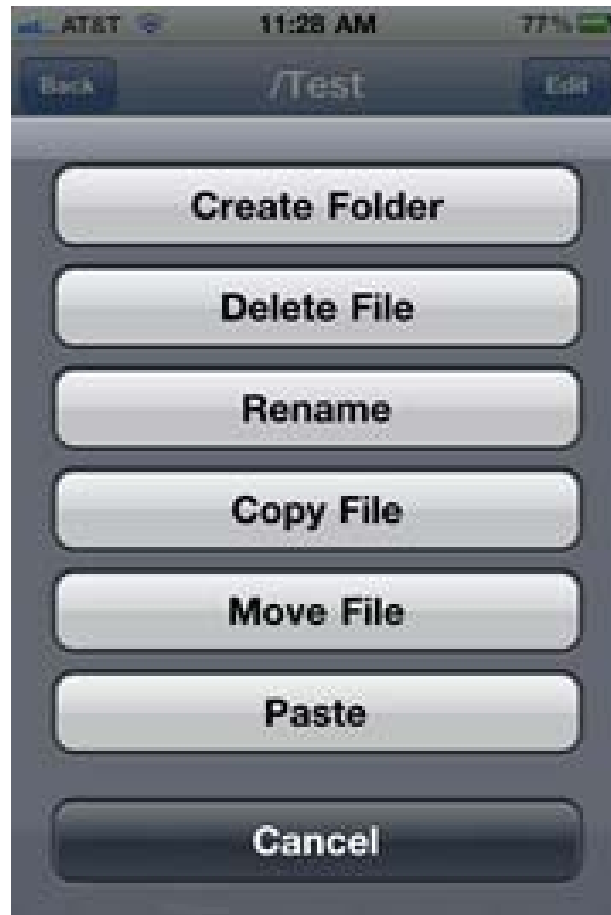 AT&T 11:28 AM 77%
Back /Test Edit
Create Folder
Delete File
Rename
Copy File
Move File
Paste
Cancel